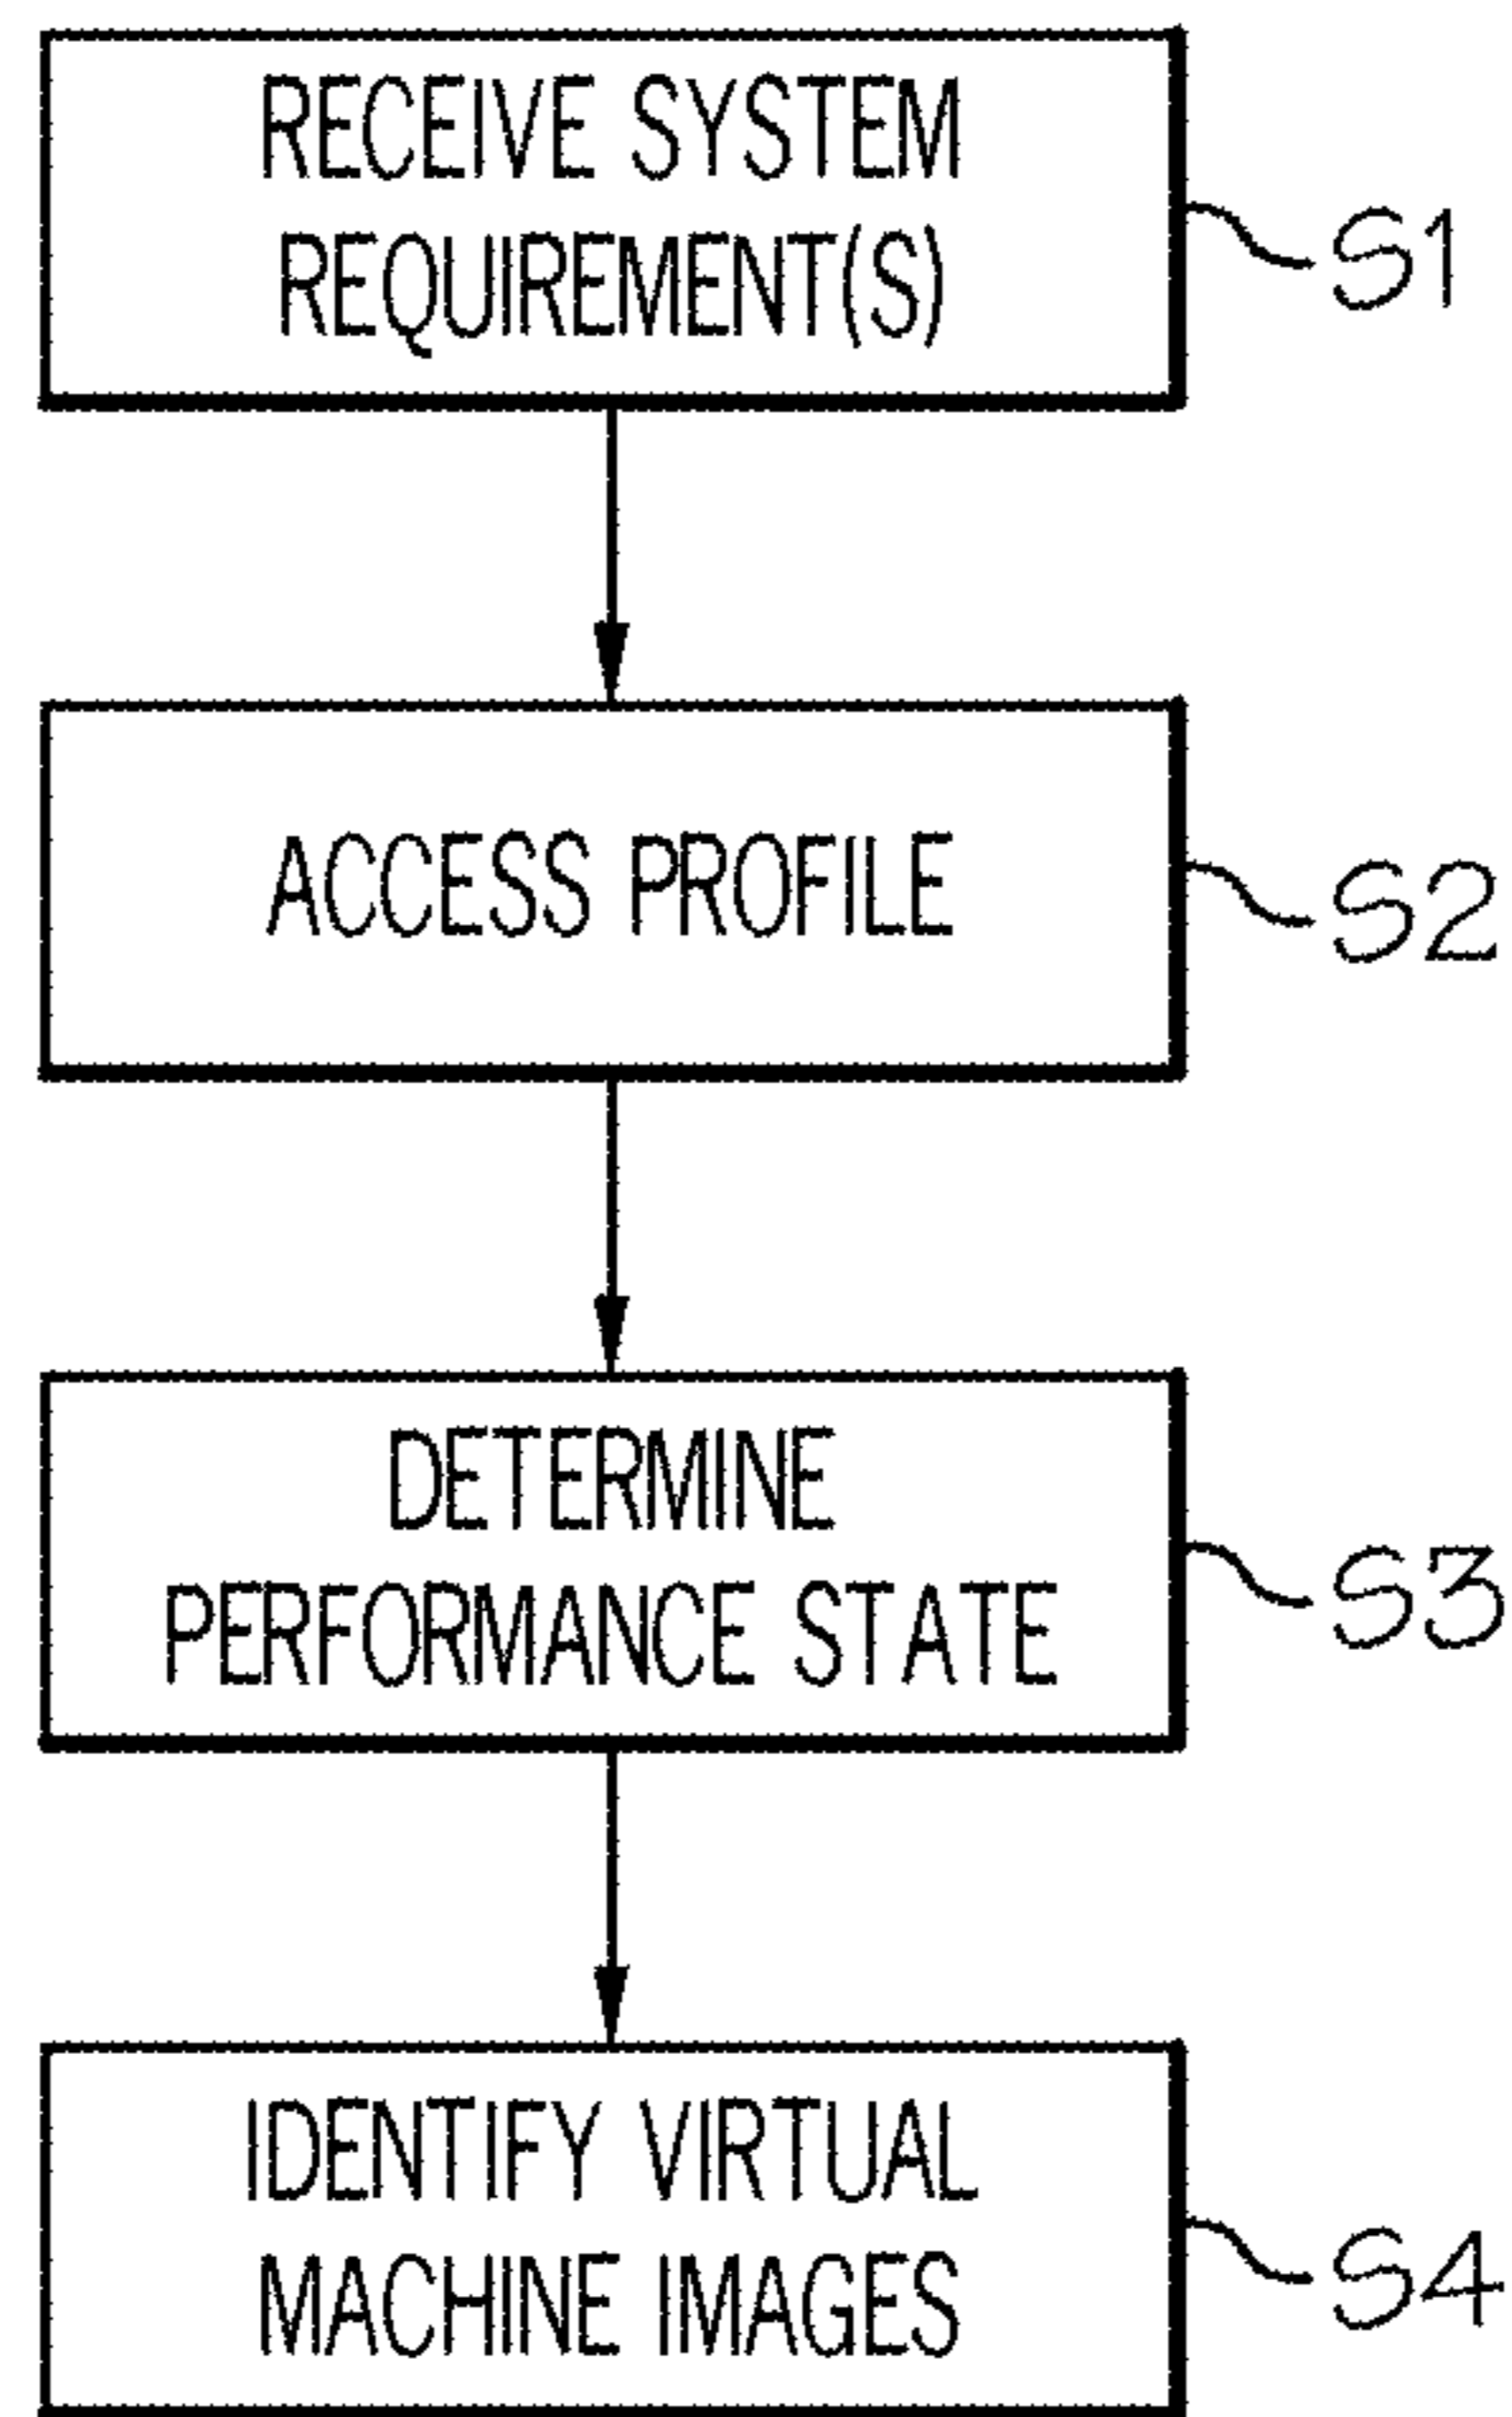 RECEIVE SYSTEM
REQUIREMENT(S)
S1
ACCESS PROFILE
S2
DETERMINE
PERFORMANCE STATE
S3
IDENTIFY VIRTUAL
MACHINE IMAGES
S4